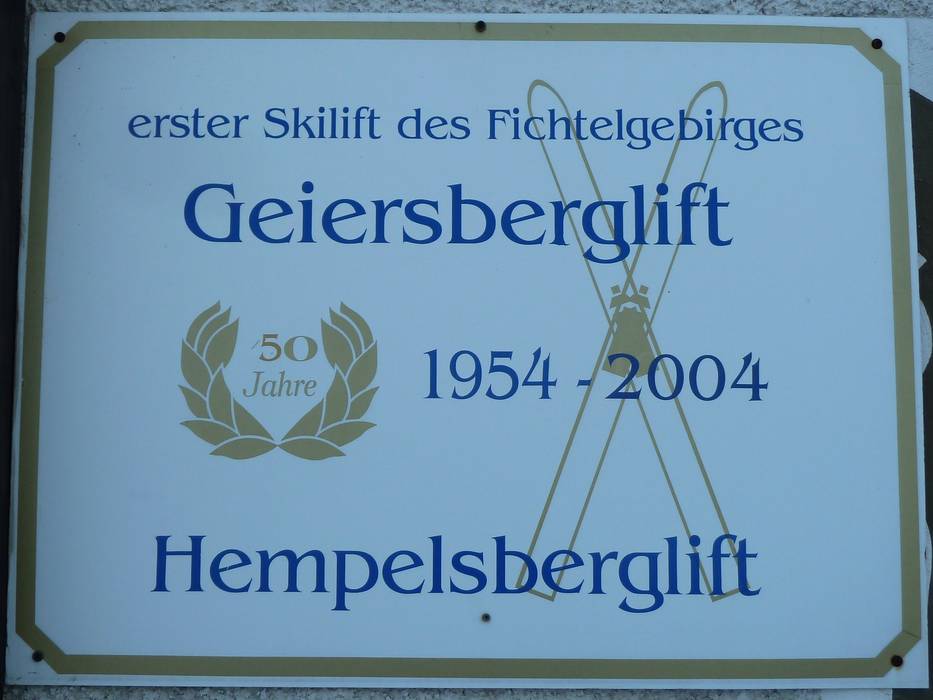 erster Skilift des Fichtelgebirges
Geiersberglift
50
Jahre
1954 - 2004
Hempelsberglift